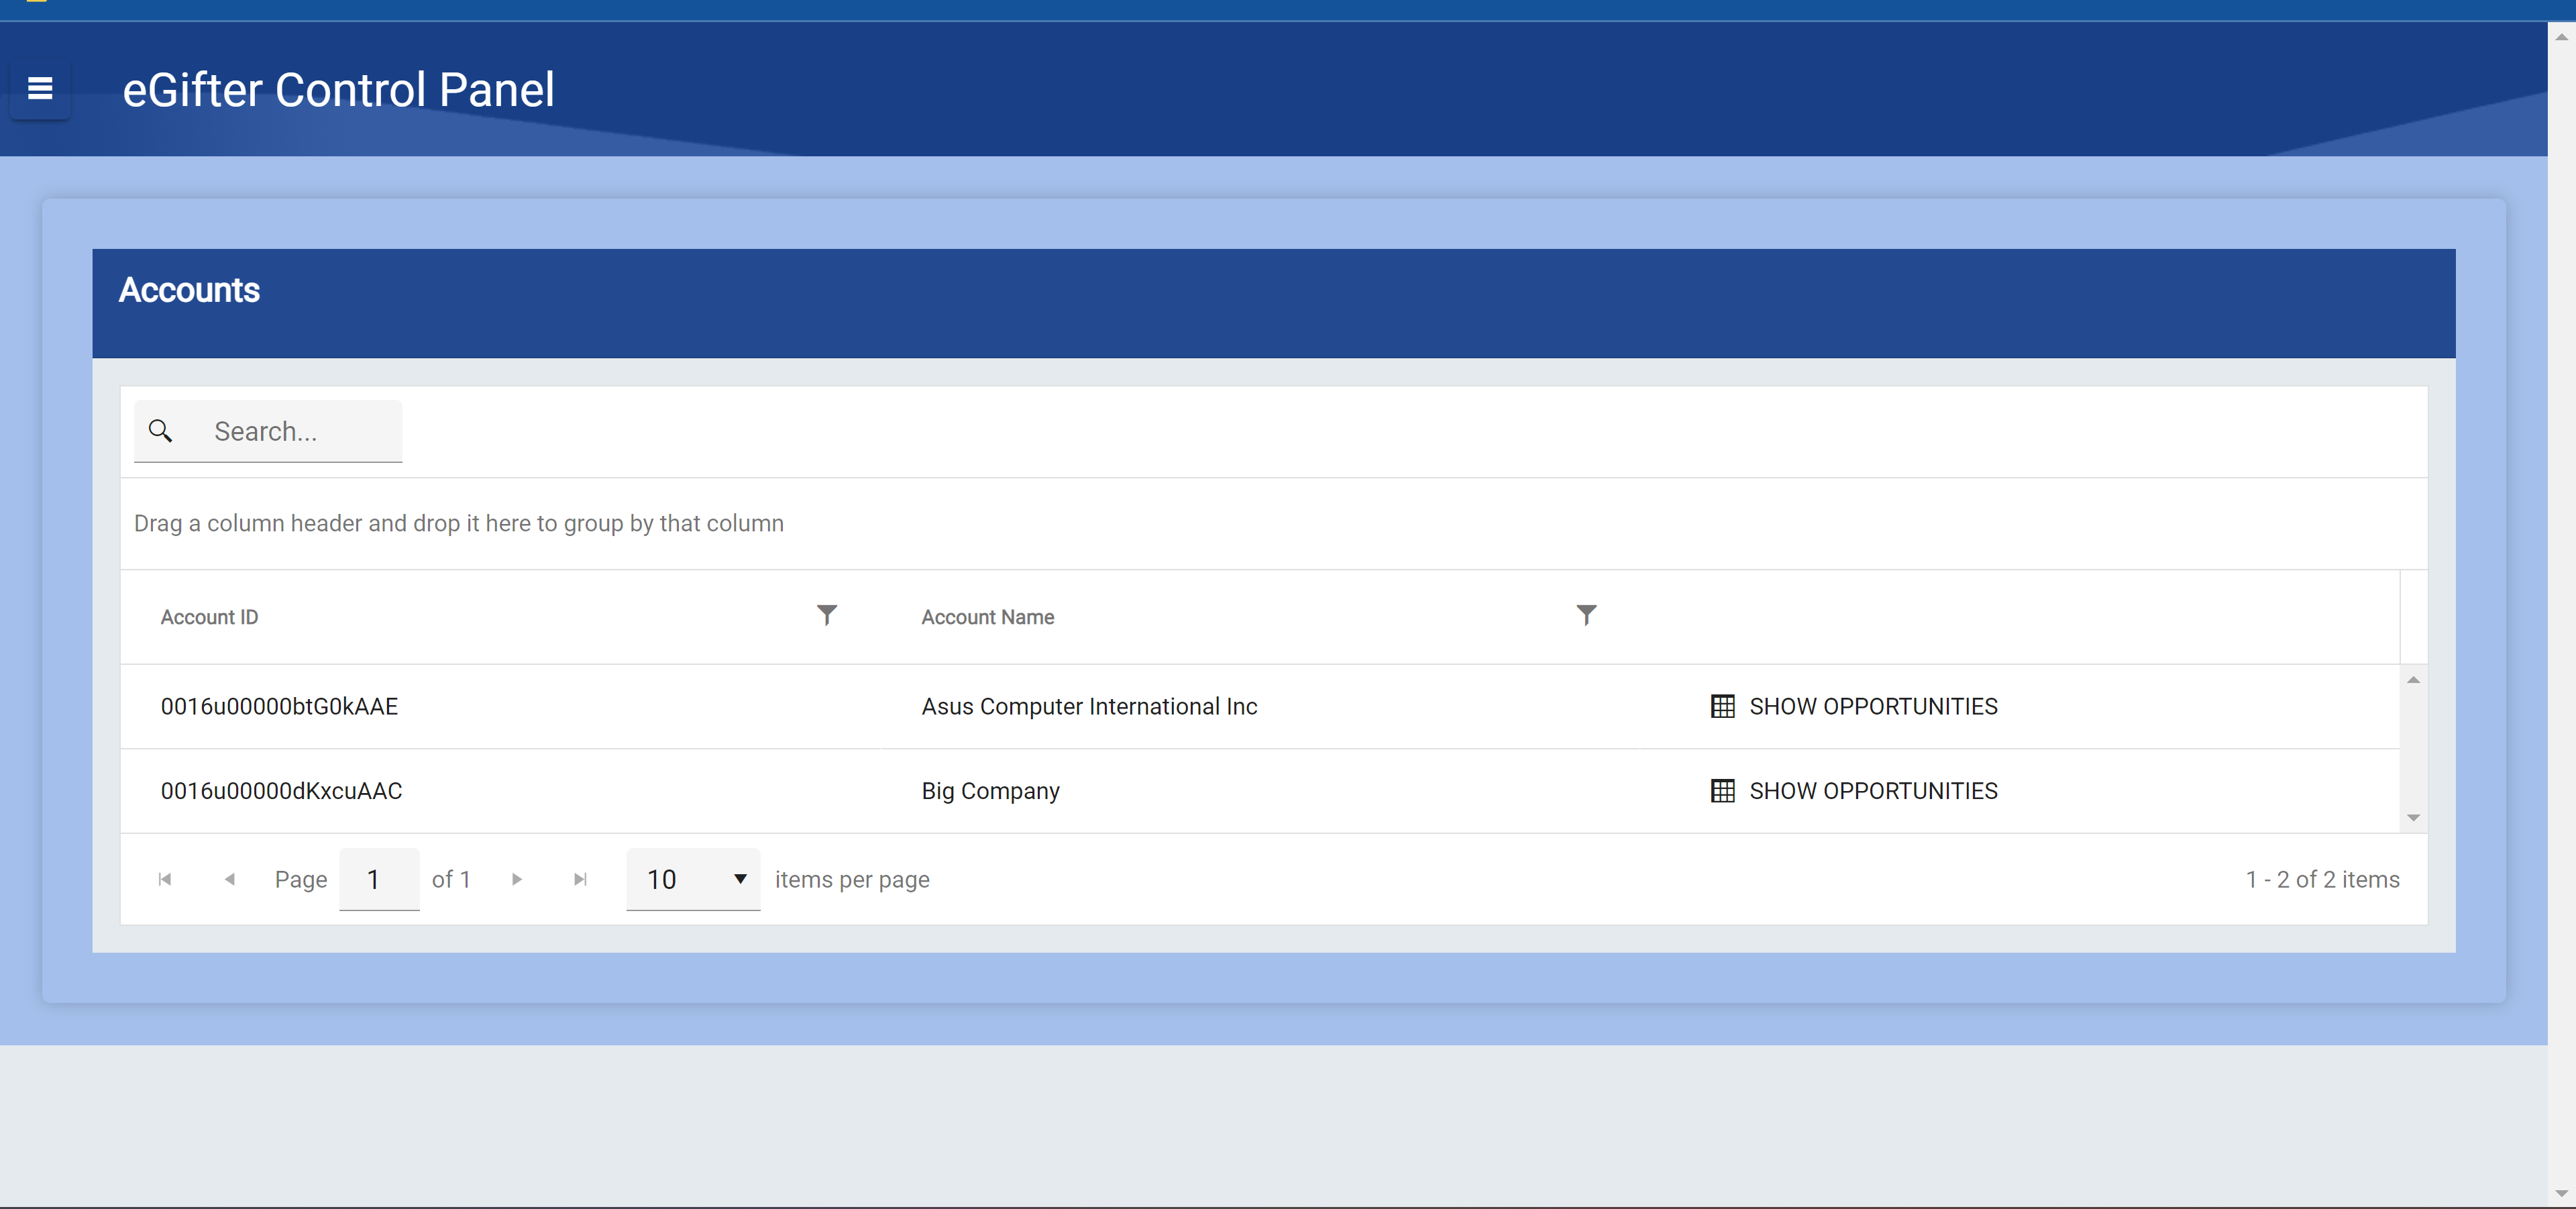 eGifter Control Panel
Accounts
Search...
Drag a column header and drop it here to group by that column
Account ID Account Name
0016u00000btG0kAAE Asus Computer International Inc SHOW OPPORTUNITIES
0016u00000dKxcuAAC Big Company SHOW OPPORTUNITIES
Page 1 of 1 10 items per page 1 - 2 of 2 items